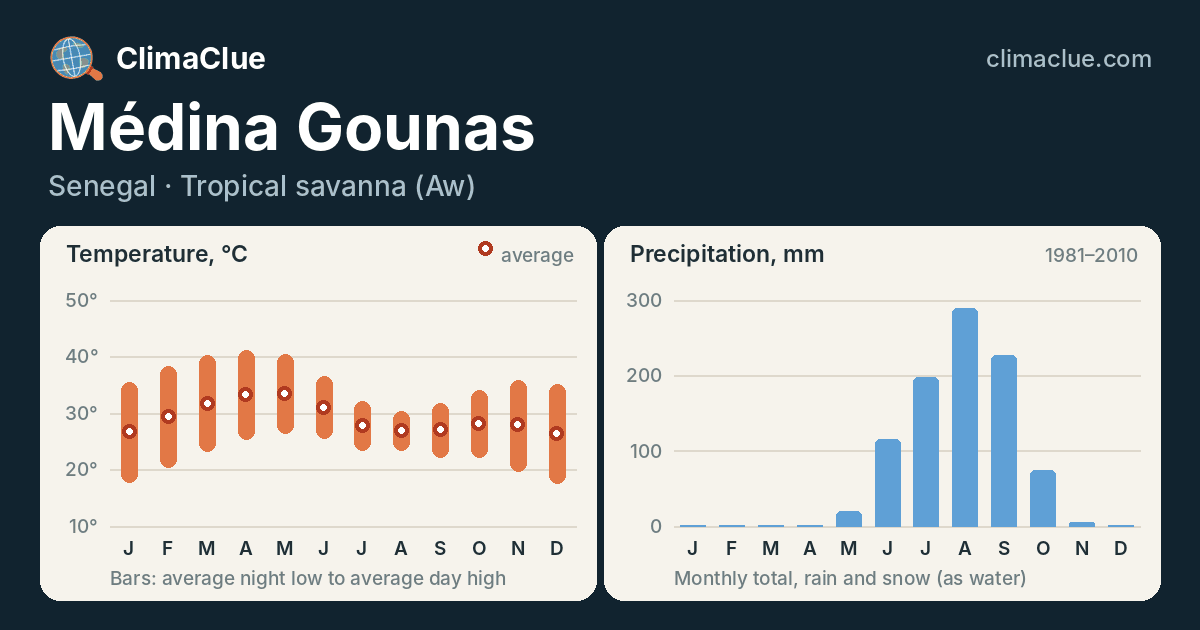 ClimaClue
climaclue.com
Médina Gounas
Senegal · Tropical savanna (Aw)
Temperature, °C
average
50°
40°
30°
20°
10°
J F M A M J J A S O N D
Bars: average night low to average day high
Precipitation, mm
1981–2010
300
200
100
0
J F M A M J J A S O N D
Monthly total, rain and snow (as water)